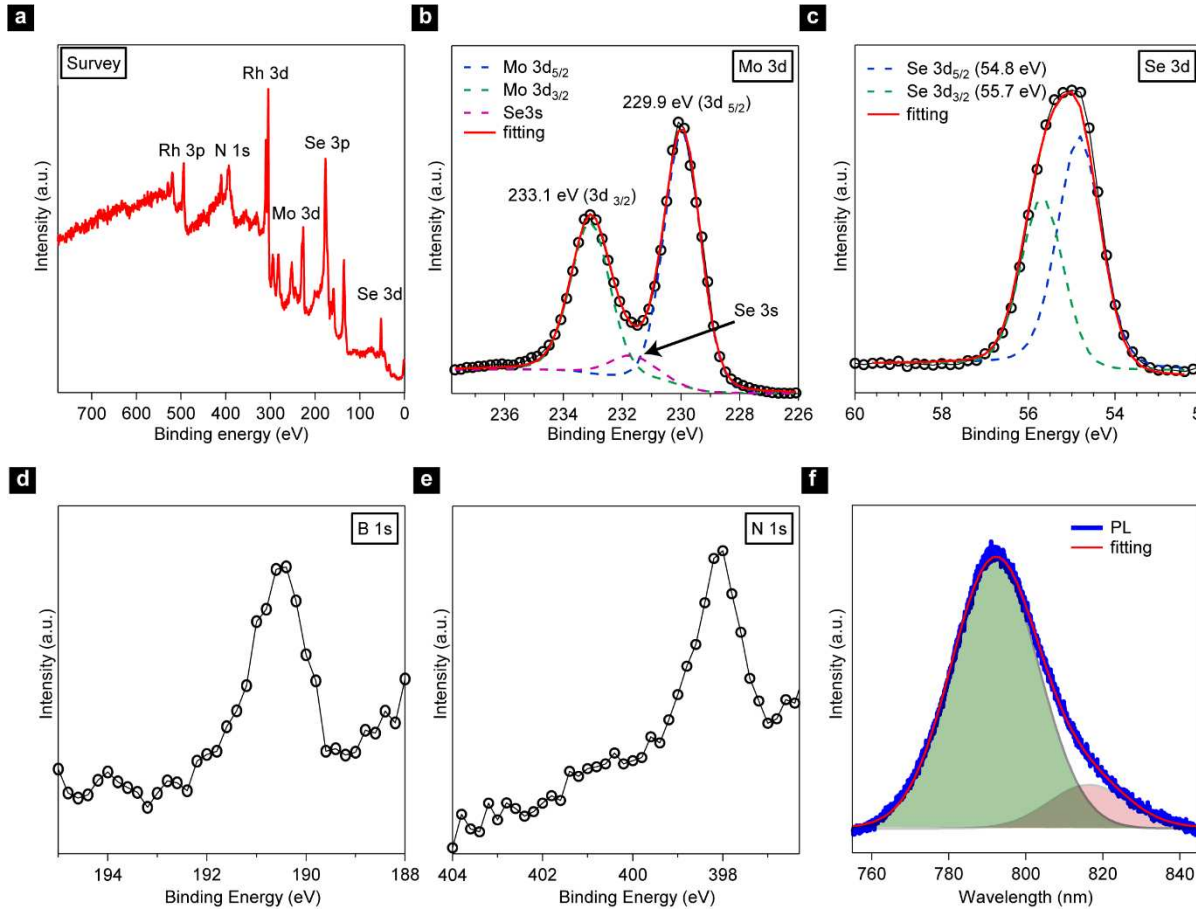 a
Survey
Rh 3d
Rh 3p
N 1s
Se 3p
Mo 3d
Se 3d
Intensity (a.u.)
700 600 500 400 300 200 100 0
Binding energy (eV)
b
Mo 3d
Mo 3d5/2
Mo 3d3/2
Se3s
fitting
229.9 eV (3d 5/2)
233.1 eV (3d 3/2)
Se 3s
Intensity (a.u.)
236 234 232 230 228 226
Binding Energy (eV)
c
Se 3d5/2 (54.8 eV)
Se 3d3/2 (55.7 eV)
fitting
Se 3d
Intensity (a.u.)
60 58 56 54
Binding Energy (eV)
d
B 1s
Intensity (a.u.)
194 192 190 188
Binding Energy (eV)
e
N 1s
Intensity (a.u.)
404 402 400 398
Binding Energy (eV)
f
PL
fitting
Intensity (a.u.)
760 780 800 820 840
Wavelength (nm)